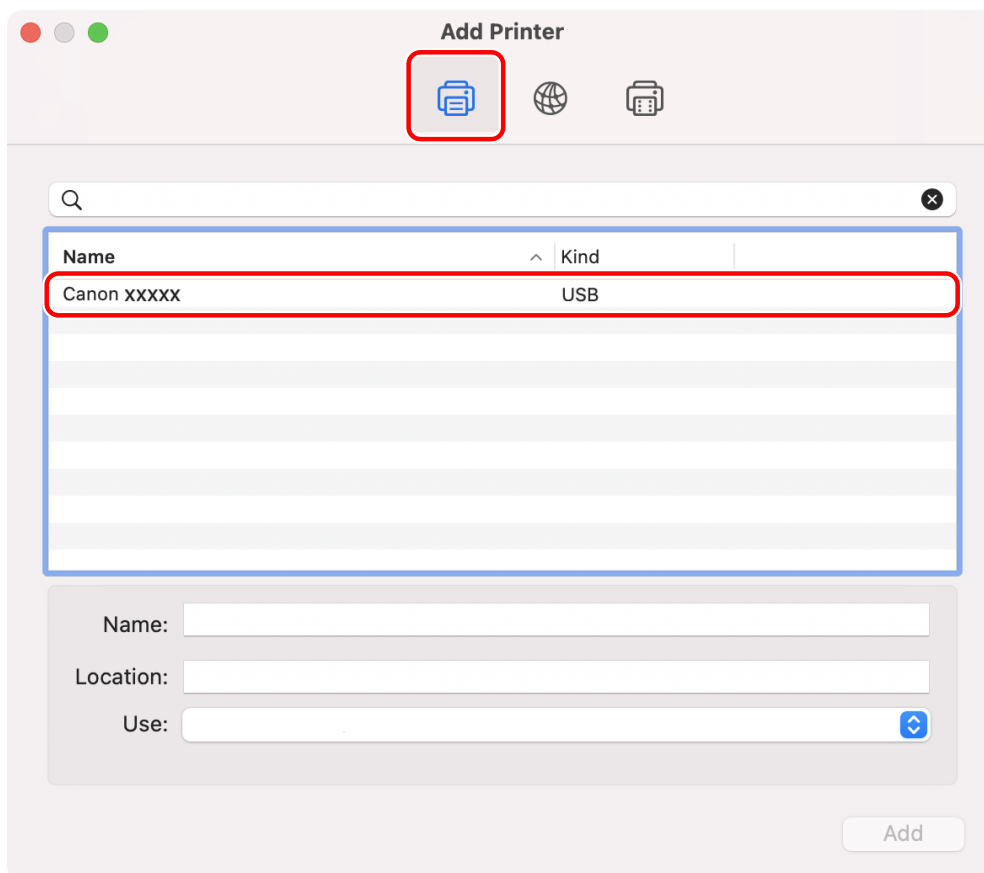 Add Printer
Name Kind
Canon xxxxx USB
Name:
Location:
Use:
Add